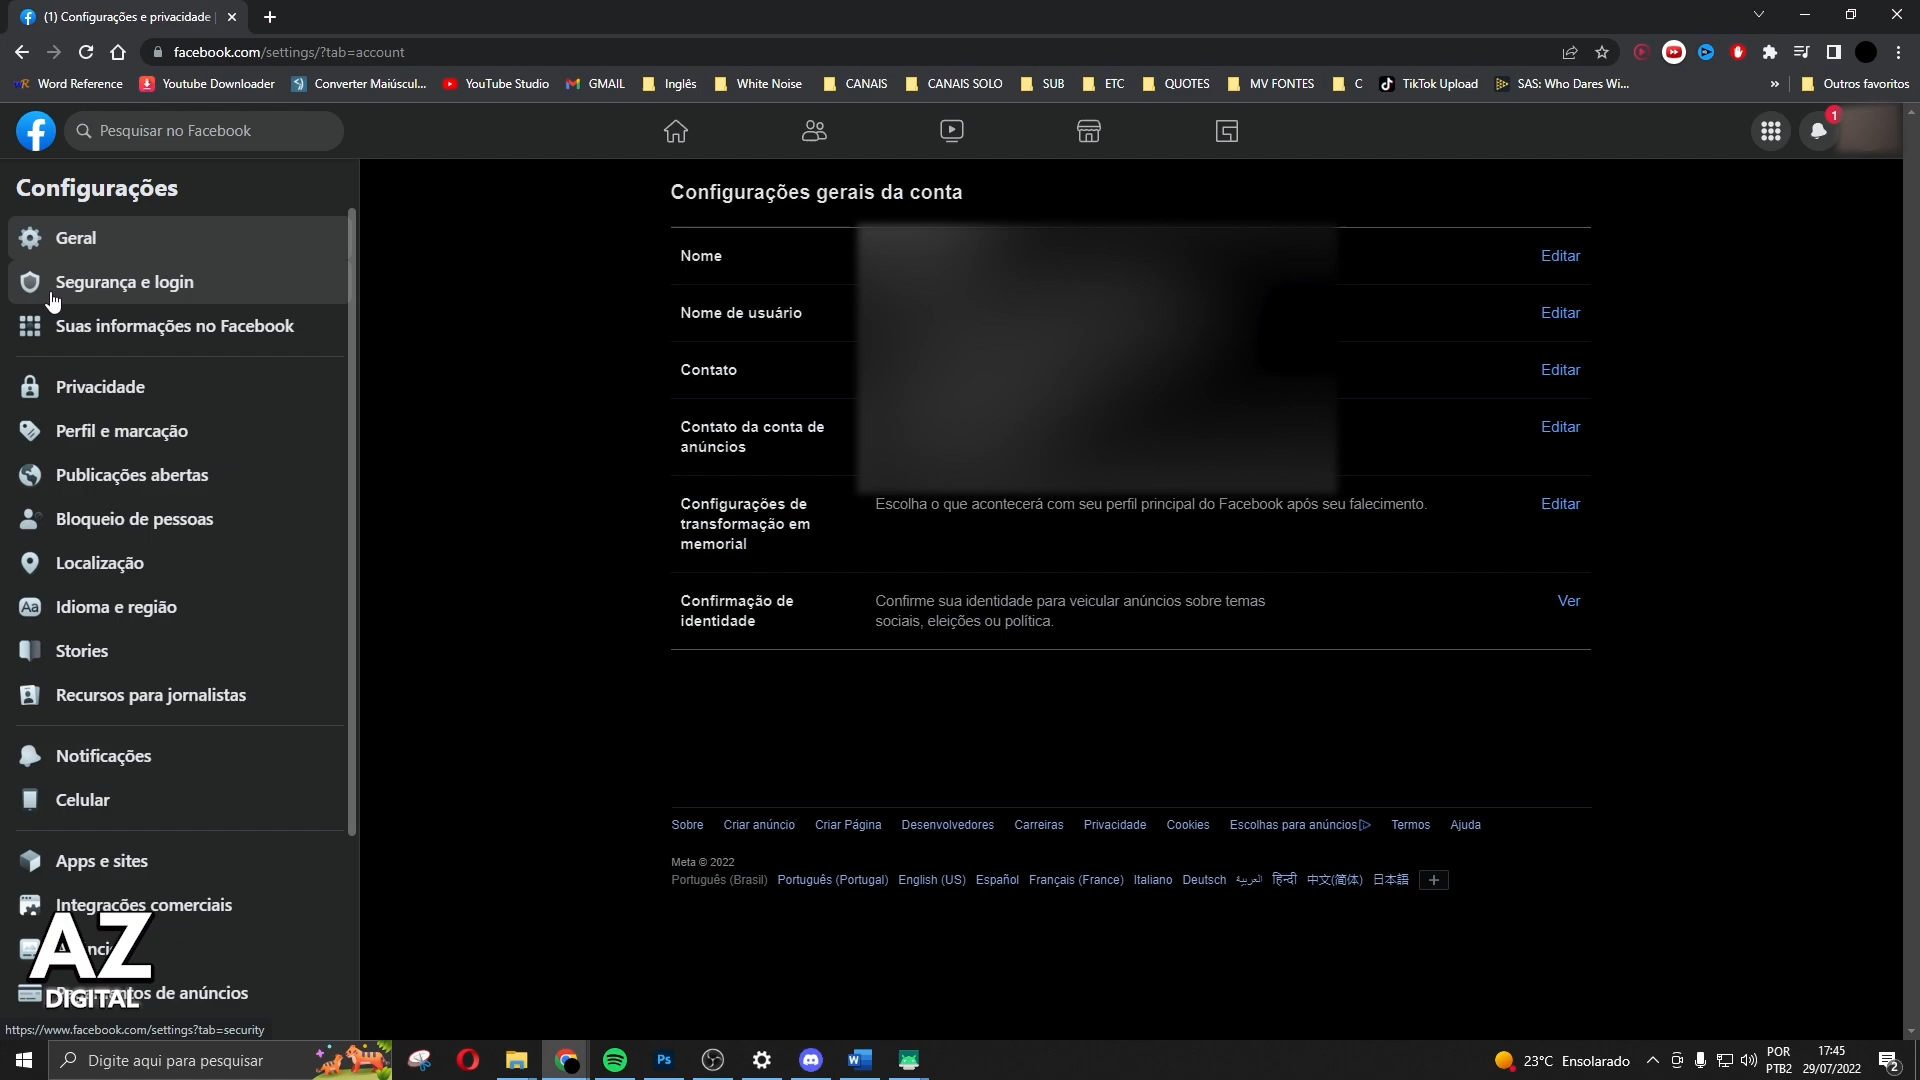 (1) Configurações e privacidade
facebook.com/settings/?tab=account
Word Reference
Youtube Downloader
Converter Maiúscul...
YouTube Studio
GMAIL
Inglês
White Noise
CANAIS
CANAIS SOLO
SUB
ETC
QUOTES
MV FONTES
C
TikTok Upload
SAS: Who Dares Wi...
»
Outros favoritos
Pesquisar no Facebook
1
Configurações
Geral
Segurança e login
Suas informações no Facebook
Privacidade
Perfil e marcação
Publicações abertas
Bloqueio de pessoas
Localização
Aa Idioma e região
Stories
Recursos para jornalistas
Notificações
Celular
Apps e sites
Integrações comerciais
de anúncios
AZ
DIGITAL
https://www.facebook.com/settings?tab=security
Configurações gerais da conta
Nome
Editar
Nome de usuário
Editar
Contato
Editar
Contato da conta de
anúncios
Editar
Configurações de
transformação em
memorial
Escolha o que acontecerá com seu perfil principal do Facebook após seu falecimento.
Editar
Confirmação de
identidade
Confirme sua identidade para veicular anúncios sobre temas
sociais, eleições ou política.
Ver
Sobre Criar anúncio Criar Página Desenvolvedores Carreiras Privacidade Cookies Escolhas para anúncios Termos Ajuda
Meta © 2022
Português (Brasil) Português (Portugal) English (US) Español Français (France) Italiano Deutsch العربية हिन्दी 中文(简体) 日本語 +
Digite aqui para pesquisar
Ps
23°C Ensolarado
POR
PTB2
17:45
29/07/2022
2